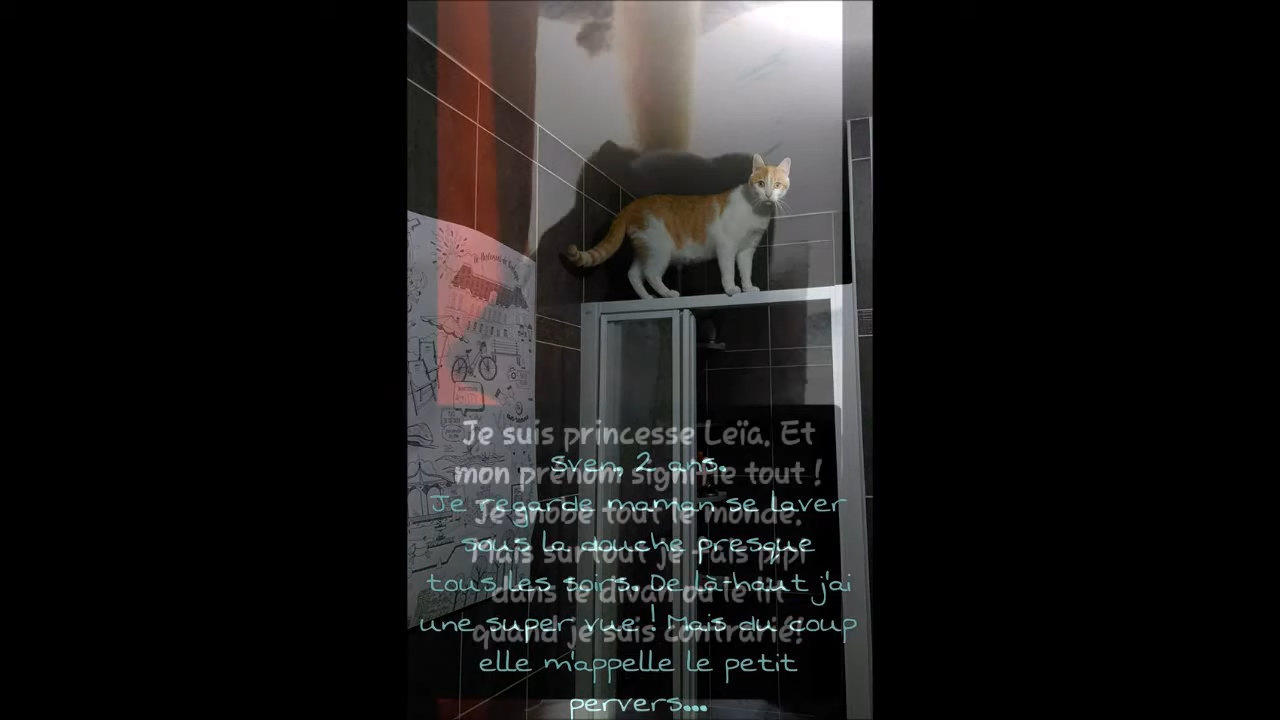 Je suis princesse Leïa. Et
mon prénom signifie tout !
Je snobe tout le monde.
Mais surtout je fais pipi
dans le divan ou le lit
quand je suis contrarié!
Sven, 2 ans.
Je regarde maman se laver
sous la douche presque
tous les soirs. De là-haut j'ai
une super vue ! Mais du coup
elle m'appelle le petit
pervers...